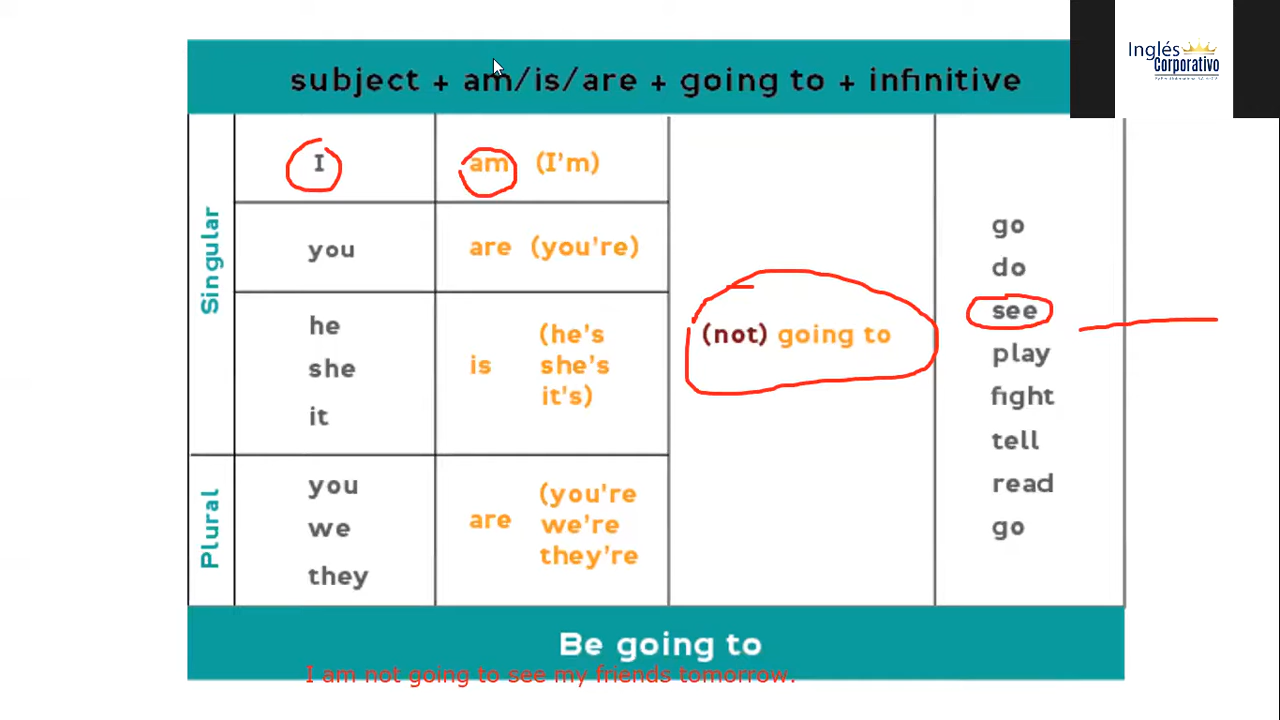 Inglés
Corporativo
subject + am/is/are + going to + infinitive
Singular
I
am (I'm)
you
are (you're)
he
she
it
is
(he's
she's
it's)
Plural
you
we
they
are
(you're
we're
they're
(not) going to
go
do
see
play
fight
tell
read
go
Be going to
I am not going to see my friends tomorrow.